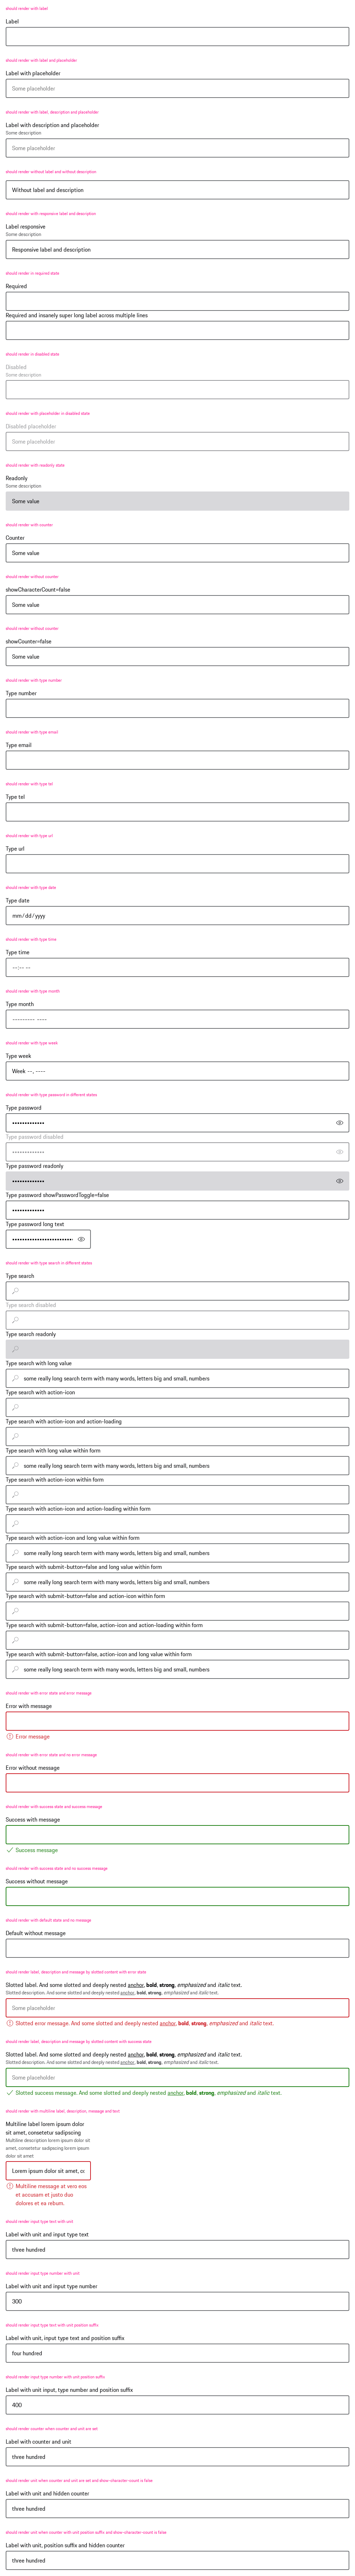 should render with label
Label
should render with label and placeholder
Label with placeholder
Some placeholder
should render with label, description and placeholder
Label with description and placeholder
Some description
Some placeholder
should render without label and without description
Without label and description
should render with responsive label and description
Label responsive
Some description
Responsive label and description
should render in required state
Required
Required and insanely super long label across multiple lines
should render in disabled state
Disabled
Some description
should render with placeholder in disabled state
Disabled placeholder
Some placeholder
should render with readonly state
Readonly
Some description
Some value
should render with counter
Counter
Some value
should render without counter
showCharacterCount=false
Some value
should render without counter
showCounter=false
Some value
should render with type number
Type number
should render with type email
Type email
should render with type tel
Type tel
should render with type url
Type url
should render with type date
Type date
mm/dd/yyyy
should render with type time
Type time
--:-- --
should render with type month
Type month
--------- ----
should render with type week
Type week
Week --, ----
should render with type password in different states
Type password
•••••••••••••
Type password disabled
•••••••••••••
Type password readonly
•••••••••••••
Type password showPasswordToggle=false
•••••••••••••
Type password long text
•••••••••••••••••••••••••
should render with type search in different states
Type search
Type search disabled
Type search readonly
Type search with long value
some really long search term with many words, letters big and small, numbers
Type search with action-icon
Type search with action-icon and action-loading
Type search with long value within form
some really long search term with many words, letters big and small, numbers
Type search with action-icon within form
Type search with action-icon and action-loading within form
Type search with action-icon and long value within form
some really long search term with many words, letters big and small, numbers
Type search with submit-button=false and long value within form
some really long search term with many words, letters big and small, numbers
Type search with submit-button=false and action-icon within form
Type search with submit-button=false, action-icon and action-loading within form
Type search with submit-button=false, action-icon and long value within form
some really long search term with many words, letters big and small, numbers
should render with error state and error message
Error with message
Error message
should render with error state and no error message
Error without message
should render with success state and success message
Success with message
Success message
should render with success state and no success message
Success without message
should render with default state and no message
Default without message
should render label, description and message by slotted content with error state
Slotted label. And some slotted and deeply nested anchor, bold, strong, emphasized and italic text.
Slotted description. And some slotted and deeply nested anchor, bold, strong, emphasized and italic text.
Some placeholder
Slotted error message. And some slotted and deeply nested anchor, bold, strong, emphasized and italic text.
should render label, description and message by slotted content with success state
Slotted label. And some slotted and deeply nested anchor, bold, strong, emphasized and italic text.
Slotted description. And some slotted and deeply nested anchor, bold, strong, emphasized and italic text.
Some placeholder
Slotted success message. And some slotted and deeply nested anchor, bold, strong, emphasized and italic text.
should render with multiline label, description, message and text
Multiline label lorem ipsum dolor
sit amet, consetetur sadipscing
Multiline description lorem ipsum dolor sit
amet, consetetur sadipscing lorem ipsum
dolor sit amet
Lorem ipsum dolor sit amet, co
Multiline message at vero eos
et accusam et justo duo
dolores et ea rebum.
should render input type text with unit
Label with unit and input type text
three hundred
should render input type number with unit
Label with unit and input type number
300
should render input type text with unit position suffix
Label with unit, input type text and position suffix
four hundred
should render input type number with unit position suffix
Label with unit input, type number and position suffix
400
should render counter when counter and unit are set
Label with counter and unit
three hundred
should render unit when counter and unit are set and show-character-count is false
Label with unit and hidden counter
three hundred
should render unit when counter with unit position suffix and show-character-count is false
Label with unit, position suffix and hidden counter
three hundred